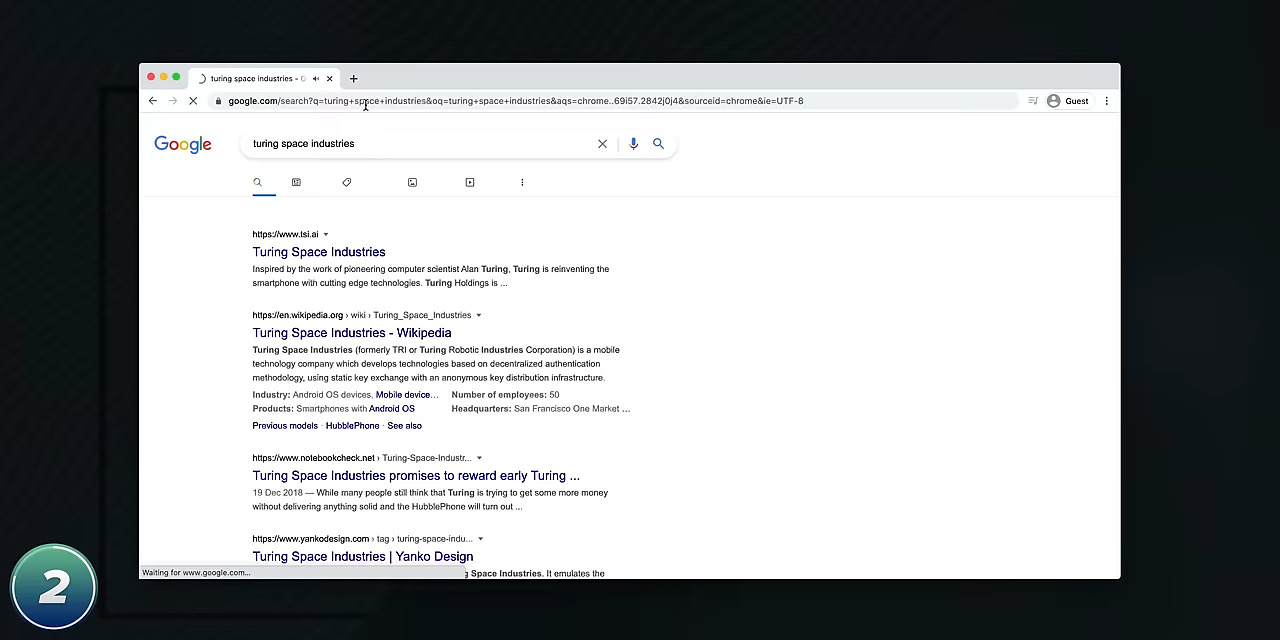 turing space industries - G
google.com/search?q=turing+space+industries&oq=turing+space+industries&aqs=chrome..69i57.2842j0j4&sourceid=chrome&ie=UTF-8
Guest
Google
turing space industries
https://www.tsi.ai
Turing Space Industries
Inspired by the work of pioneering computer scientist Alan Turing, Turing is reinventing the
smartphone with cutting edge technologies. Turing Holdings is ...
https://en.wikipedia.org › wiki › Turing_Space_Industries
Turing Space Industries - Wikipedia
Turing Space Industries (formerly TRI or Turing Robotic Industries Corporation) is a mobile
technology company which develops technologies based on decentralized authentication
methodology, using static key exchange with an anonymous key distribution infrastructure.
Industry: Android OS devices, Mobile device... Number of employees: 50
Products: Smartphones with Android OS Headquarters: San Francisco One Market ...
Previous models · HubblePhone · See also
https://www.notebookcheck.net › Turing-Space-Industr...
Turing Space Industries promises to reward early Turing ...
19 Dec 2018 — While many people still think that Turing is trying to get some more money
without delivering anything solid and the HubblePhone will turn out ...
https://www.yankodesign.com › tag › turing-space-indu...
Turing Space Industries | Yanko Design
g Space Industries. It emulates the
Waiting for www.google.com...
2